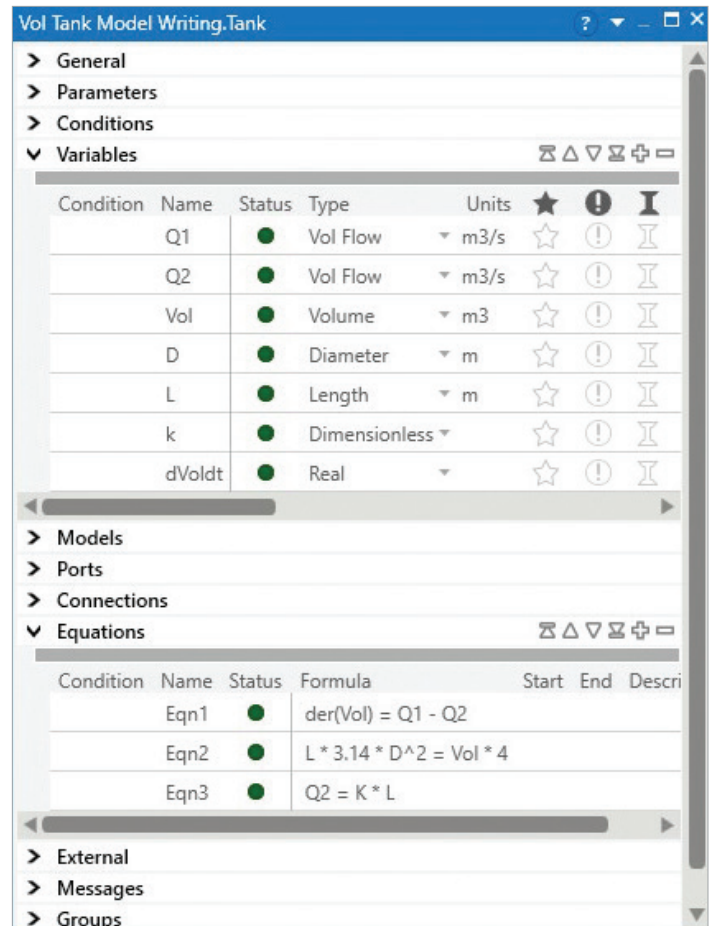 Vol Tank Model Writing.Tank ?
General
Parameters
Conditions
Variables
Condition Name Status Type Units
Q1 Vol Flow m3/s
Q2 Vol Flow m3/s
Vol Volume m3
D Diameter m
L Length m
k Dimensionless
dVoldt Real
Models
Ports
Connections
Equations
Condition Name Status Formula Start End Descri
Eqn1 der(Vol) = Q1 - Q2
Eqn2 L * 3.14 * D^2 = Vol * 4
Eqn3 Q2 = K * L
External
Messages
Groups